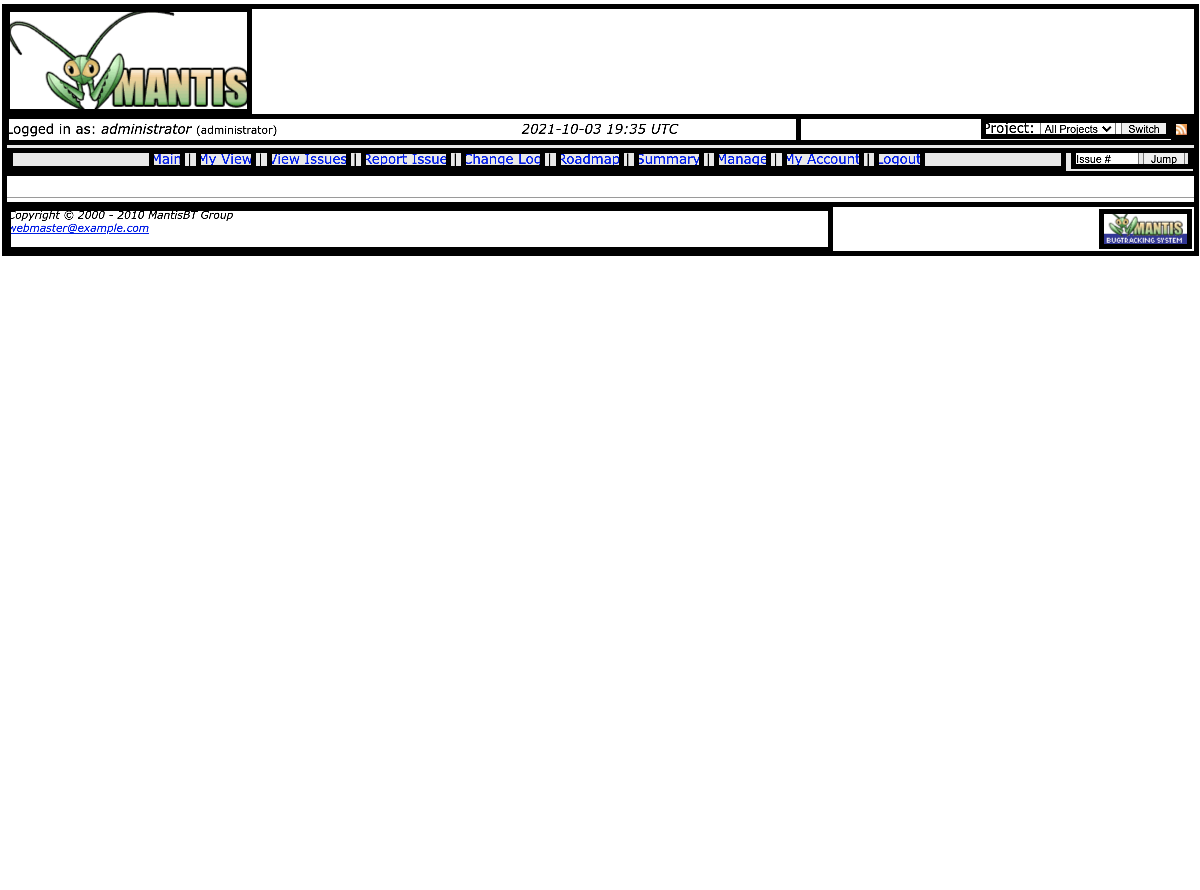 MANTIS
Logged in as: administrator (administrator) 2021-10-03 19:35 UTC Project: All Projects Switch
Main | My View | View Issues | Report Issue | Change Log | Roadmap | Summary | Manage | My Account | Logout Issue # Jump
Copyright © 2000 - 2010 MantisBT Group
webmaster@example.com
MANTIS
BUGTRACKING SYSTEM